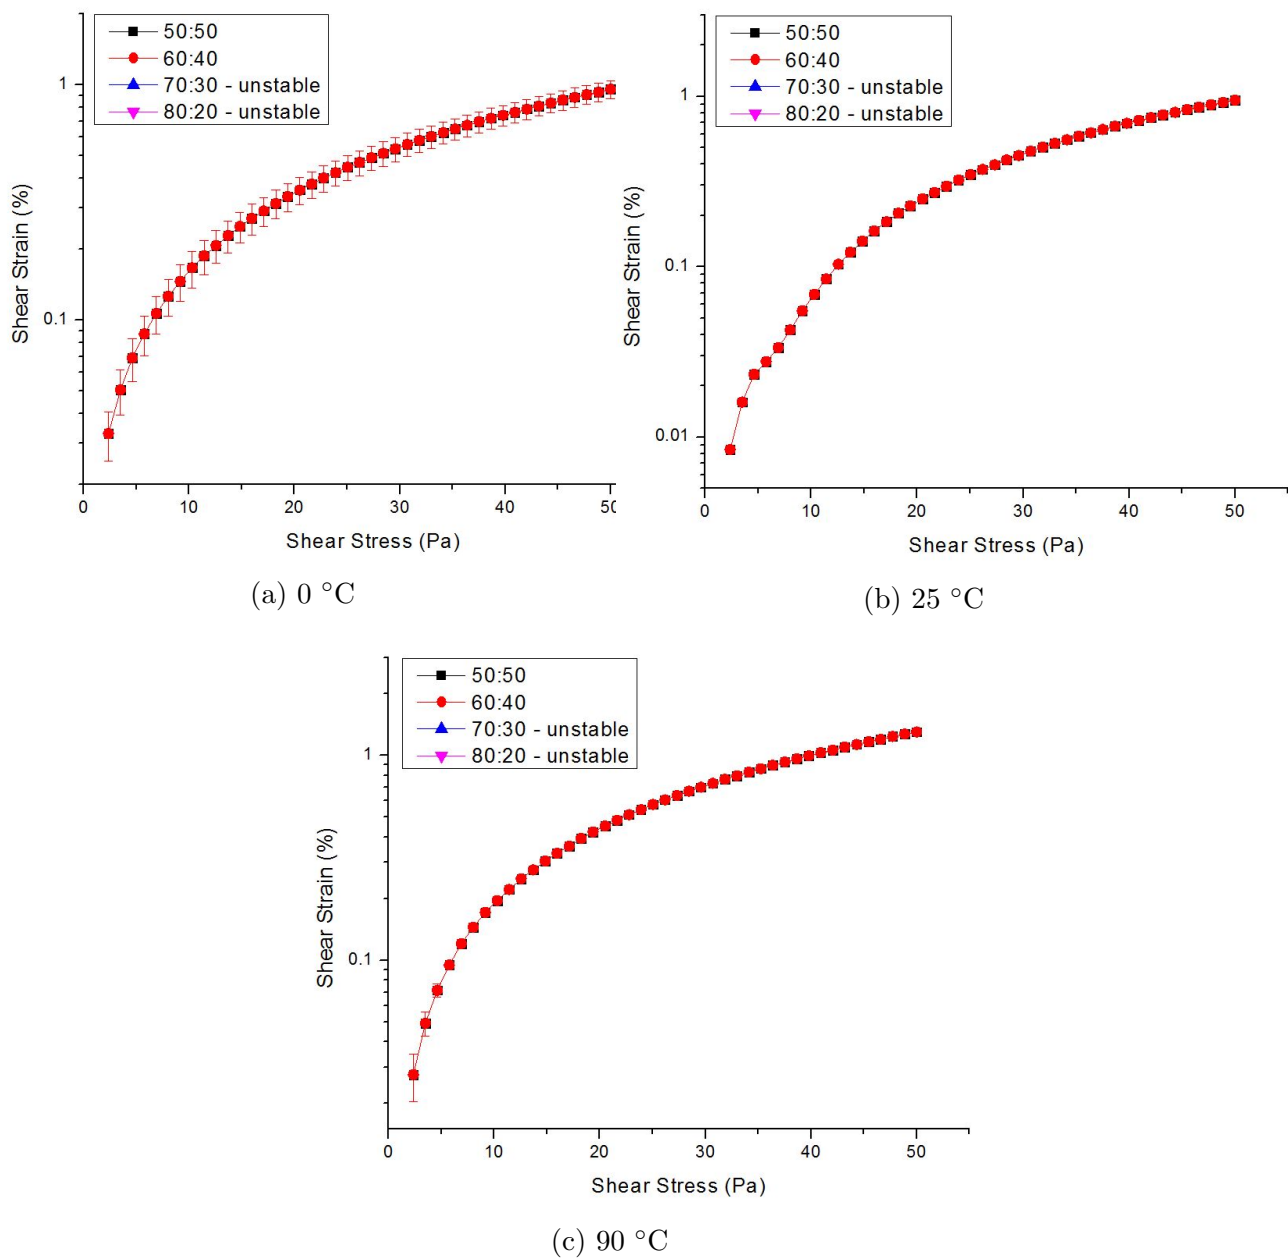 50:50
60:40
70:30 - unstable
80:20 - unstable
1
0.1
Shear Strain (%)
0 10 20 30 40 50
Shear Stress (Pa)
(a) 0 °C
50:50
60:40
70:30 - unstable
80:20 - unstable
1
0.1
0.01
Shear Strain (%)
0 10 20 30 40 50
Shear Stress (Pa)
(b) 25 °C
50:50
60:40
70:30 - unstable
80:20 - unstable
1
0.1
Shear Strain (%)
0 10 20 30 40 50
Shear Stress (Pa)
(c) 90 °C